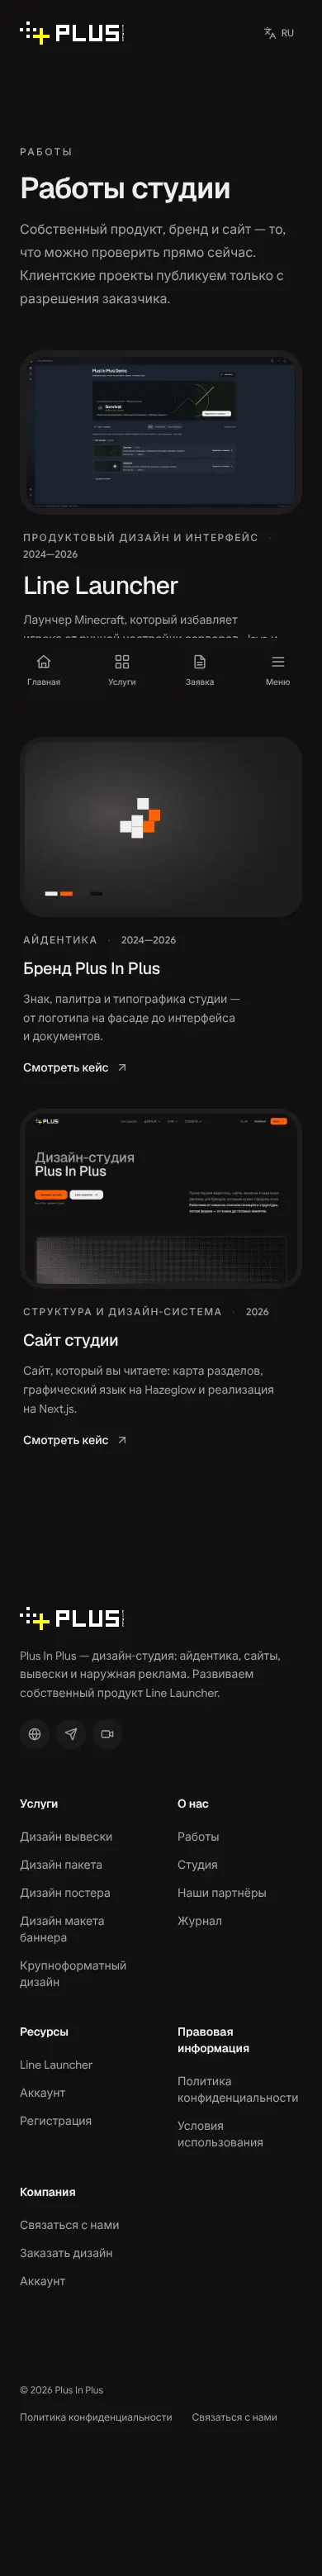 PLUS
RU
РАБОТЫ
Работы студии
Собственный продукт, бренд и сайт — то,
что можно проверить прямо сейчас.
Клиентские проекты публикуем только с
разрешения заказчика.
Plus In Plus Demo
Survival
ПРОДУКТОВЫЙ ДИЗАЙН И ИНТЕРФЕЙС ·
2024—2026
Line Launcher
Лаунчер Minecraft, который избавляет
Главная
Услуги
Заявка
Меню
АЙДЕНТИКА · 2024—2026
Бренд Plus In Plus
Знак, палитра и типографика студии —
от логотипа на фасаде до интерфейса
и документов.
Смотреть кейс
PLUS
Дизайн-студия
Plus In Plus
СТРУКТУРА И ДИЗАЙН-СИСТЕМА · 2026
Сайт студии
Сайт, который вы читаете: карта разделов,
графический язык на Hazeglow и реализация
на Next.js.
Смотреть кейс
PLUS
Plus In Plus — дизайн-студия: айдентика, сайты,
вывески и наружная реклама. Развиваем
собственный продукт Line Launcher.
Услуги
Дизайн вывески
Дизайн пакета
Дизайн постера
Дизайн макета
баннера
Крупноформатный
дизайн
О нас
Работы
Студия
Наши партнёры
Журнал
Ресурсы
Line Launcher
Аккаунт
Регистрация
Правовая
информация
Политика
конфиденциальности
Условия
использования
Компания
Связаться с нами
Заказать дизайн
Аккаунт
© 2026 Plus In Plus
Политика конфиденциальности
Связаться с нами